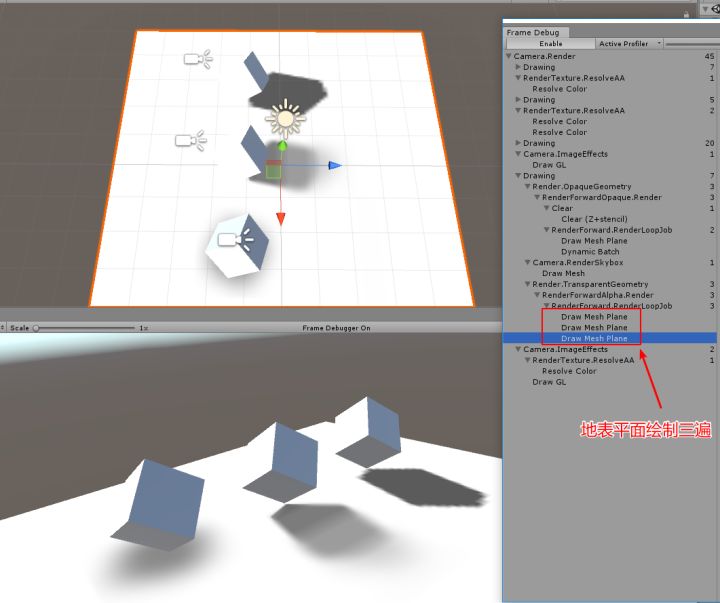 Frame Debug
Enable
Active Profiler
Camera.Render 45
Drawing 7
RenderTexture.ResolveAA 1
Resolve Color
Drawing 5
RenderTexture.ResolveAA 2
Resolve Color
Resolve Color
Drawing 20
Camera.ImageEffects 1
Draw GL
Drawing 7
Render.OpaqueGeometry 3
RenderForwardOpaque.Render 3
Clear 1
Clear (Z+stencil)
RenderForward.RenderLoopJob 2
Draw Mesh Plane
Dynamic Batch
Camera.RenderSkybox 1
Draw Mesh
Render.TransparentGeometry 3
RenderForwardAlpha.Render 3
RenderForward.RenderLoopJob 3
Draw Mesh Plane
Draw Mesh Plane
Draw Mesh Plane
Camera.ImageEffects 2
RenderTexture.ResolveAA 1
Resolve Color
Draw GL
地表平面绘制三遍
Scale 1x Frame Debugger On